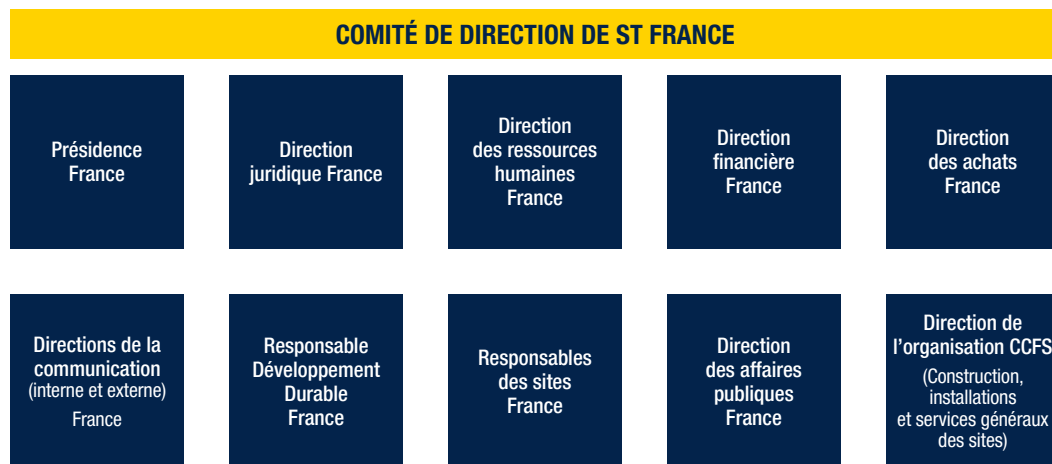 COMITÉ DE DIRECTION DE ST FRANCE
Présidence
France
Direction
juridique France
Direction
des ressources
humaines
France
Direction
financière
France
Direction
des achats
France
Directions de la
communication
(interne et externe)
France
Responsable
Développement
Durable
France
Responsables
des sites
France
Direction
des affaires
publiques
France
Direction de
l'organisation CCFS
(Construction,
installations
et services généraux
des sites)